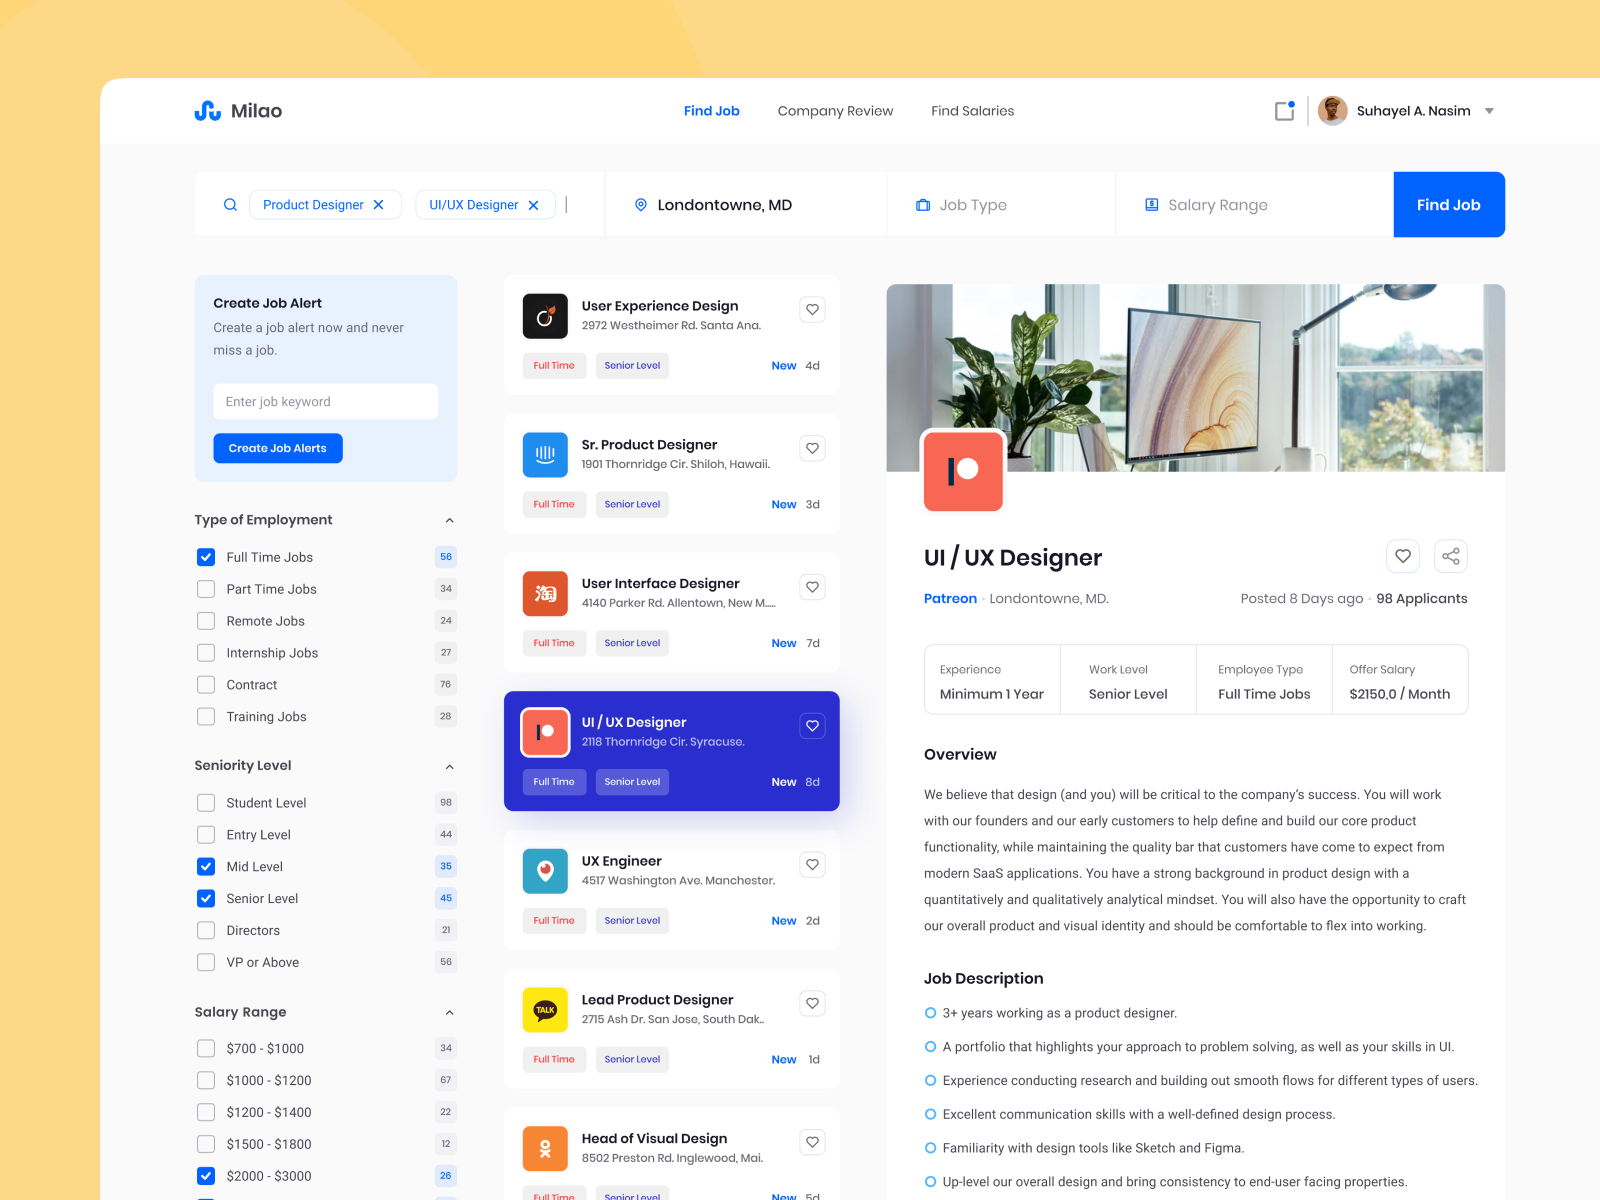 Milao
Find Job
Company Review
Find Salaries
Suhayel A. Nasim
Product Designer
UI/UX Designer
Londontowne, MD
Job Type
Salary Range
Find Job
Create Job Alert
Create a job alert now and never
miss a job.
Enter job keyword
Create Job Alerts
Type of Employment
Full Time Jobs 56
Part Time Jobs 34
Remote Jobs 24
Internship Jobs 27
Contract 76
Training Jobs 28
Seniority Level
Student Level 98
Entry Level 44
Mid Level 35
Senior Level 45
Directors 21
VP or Above 56
Salary Range
$700 - $1000 34
$1000 - $1200 67
$1200 - $1400 22
$1500 - $1800 12
$2000 - $3000 26
User Experience Design
2972 Westheimer Rd. Santa Ana.
Full Time Senior Level New 4d
Sr. Product Designer
1901 Thornridge Cir. Shiloh, Hawaii.
Full Time Senior Level New 3d
淘
User Interface Designer
4140 Parker Rd. Allentown, New M.....
Full Time Senior Level New 7d
UI / UX Designer
2118 Thornridge Cir. Syracuse.
Full Time Senior Level New 8d
UX Engineer
4517 Washington Ave. Manchester.
Full Time Senior Level New 2d
TALK
Lead Product Designer
2715 Ash Dr. San Jose, South Dak..
Full Time Senior Level New 1d
Head of Visual Design
8502 Preston Rd. Inglewood, Mai.
Full Time Senior Level New 5d
UI / UX Designer
Patreon • Londontowne, MD.
Posted 8 Days ago • 98 Applicants
Experience
Minimum 1 Year
Work Level
Senior Level
Employee Type
Full Time Jobs
Offer Salary
$2150,0 / Month
Overview
We believe that design (and you) will be critical to the company's success. You will work
with our founders and our early customers to help define and build our core product
functionality, while maintaining the quality bar that customers have come to expect from
modern SaaS applications. You have a strong background in product design with a
quantitatively and qualitatively analytical mindset. You will also have the opportunity to craft
our overall product and visual identity and should be comfortable to flex into working.
Job Description
3+ years working as a product designer.
A portfolio that highlights your approach to problem solving, as well as your skills in UI.
Experience conducting research and building out smooth flows for different types of users.
Excellent communication skills with a well-defined design process.
Familiarity with design tools like Sketch and Figma.
Up-level our overall design and bring consistency to end-user facing properties.